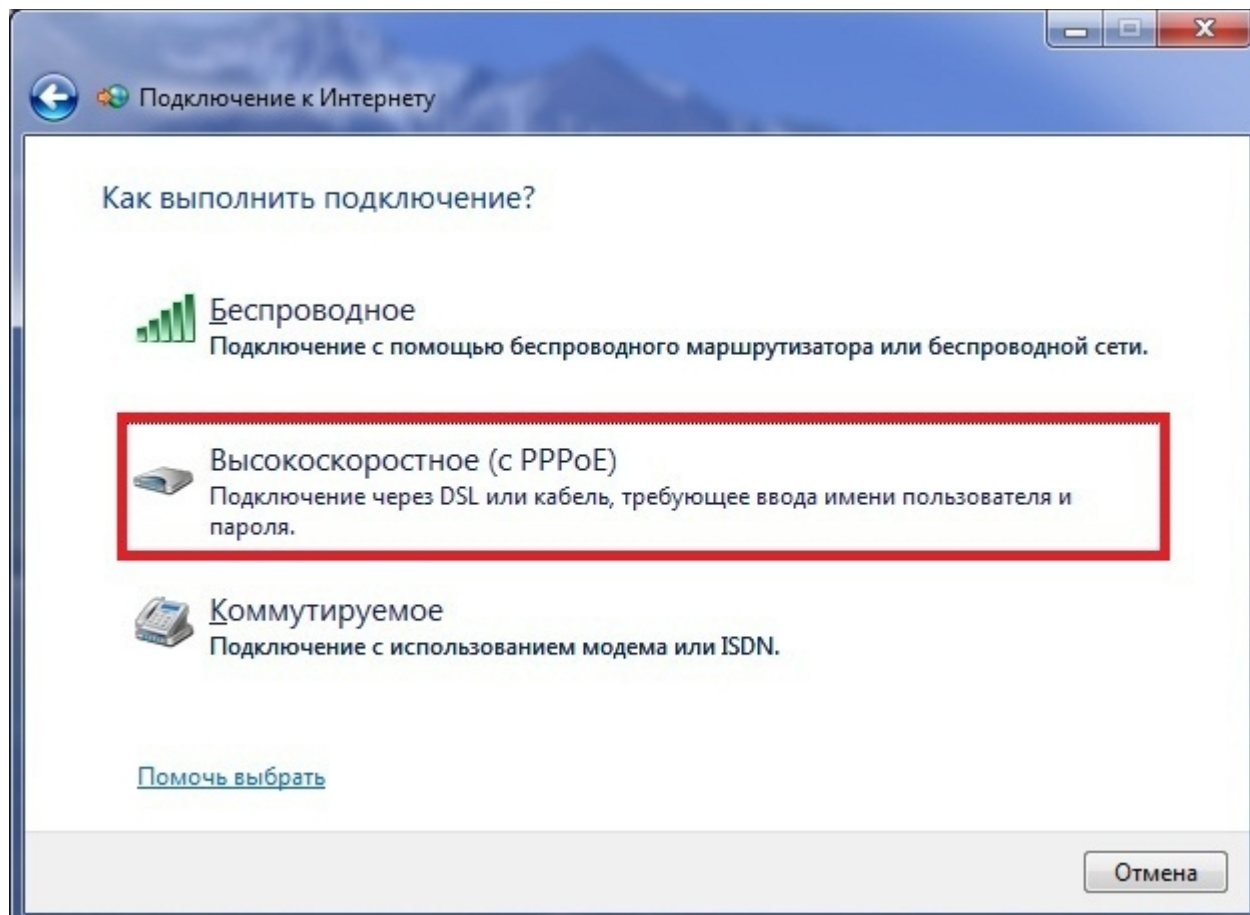 Подключение к Интернету
Как выполнить подключение?
Беспроводное
Подключение с помощью беспроводного маршрутизатора или беспроводной сети.
Высокоскоростное (с PPPoE)
Подключение через DSL или кабель, требующее ввода имени пользователя и
пароля.
Коммутируемое
Подключение с использованием модема или ISDN.
Помочь выбрать
Отмена